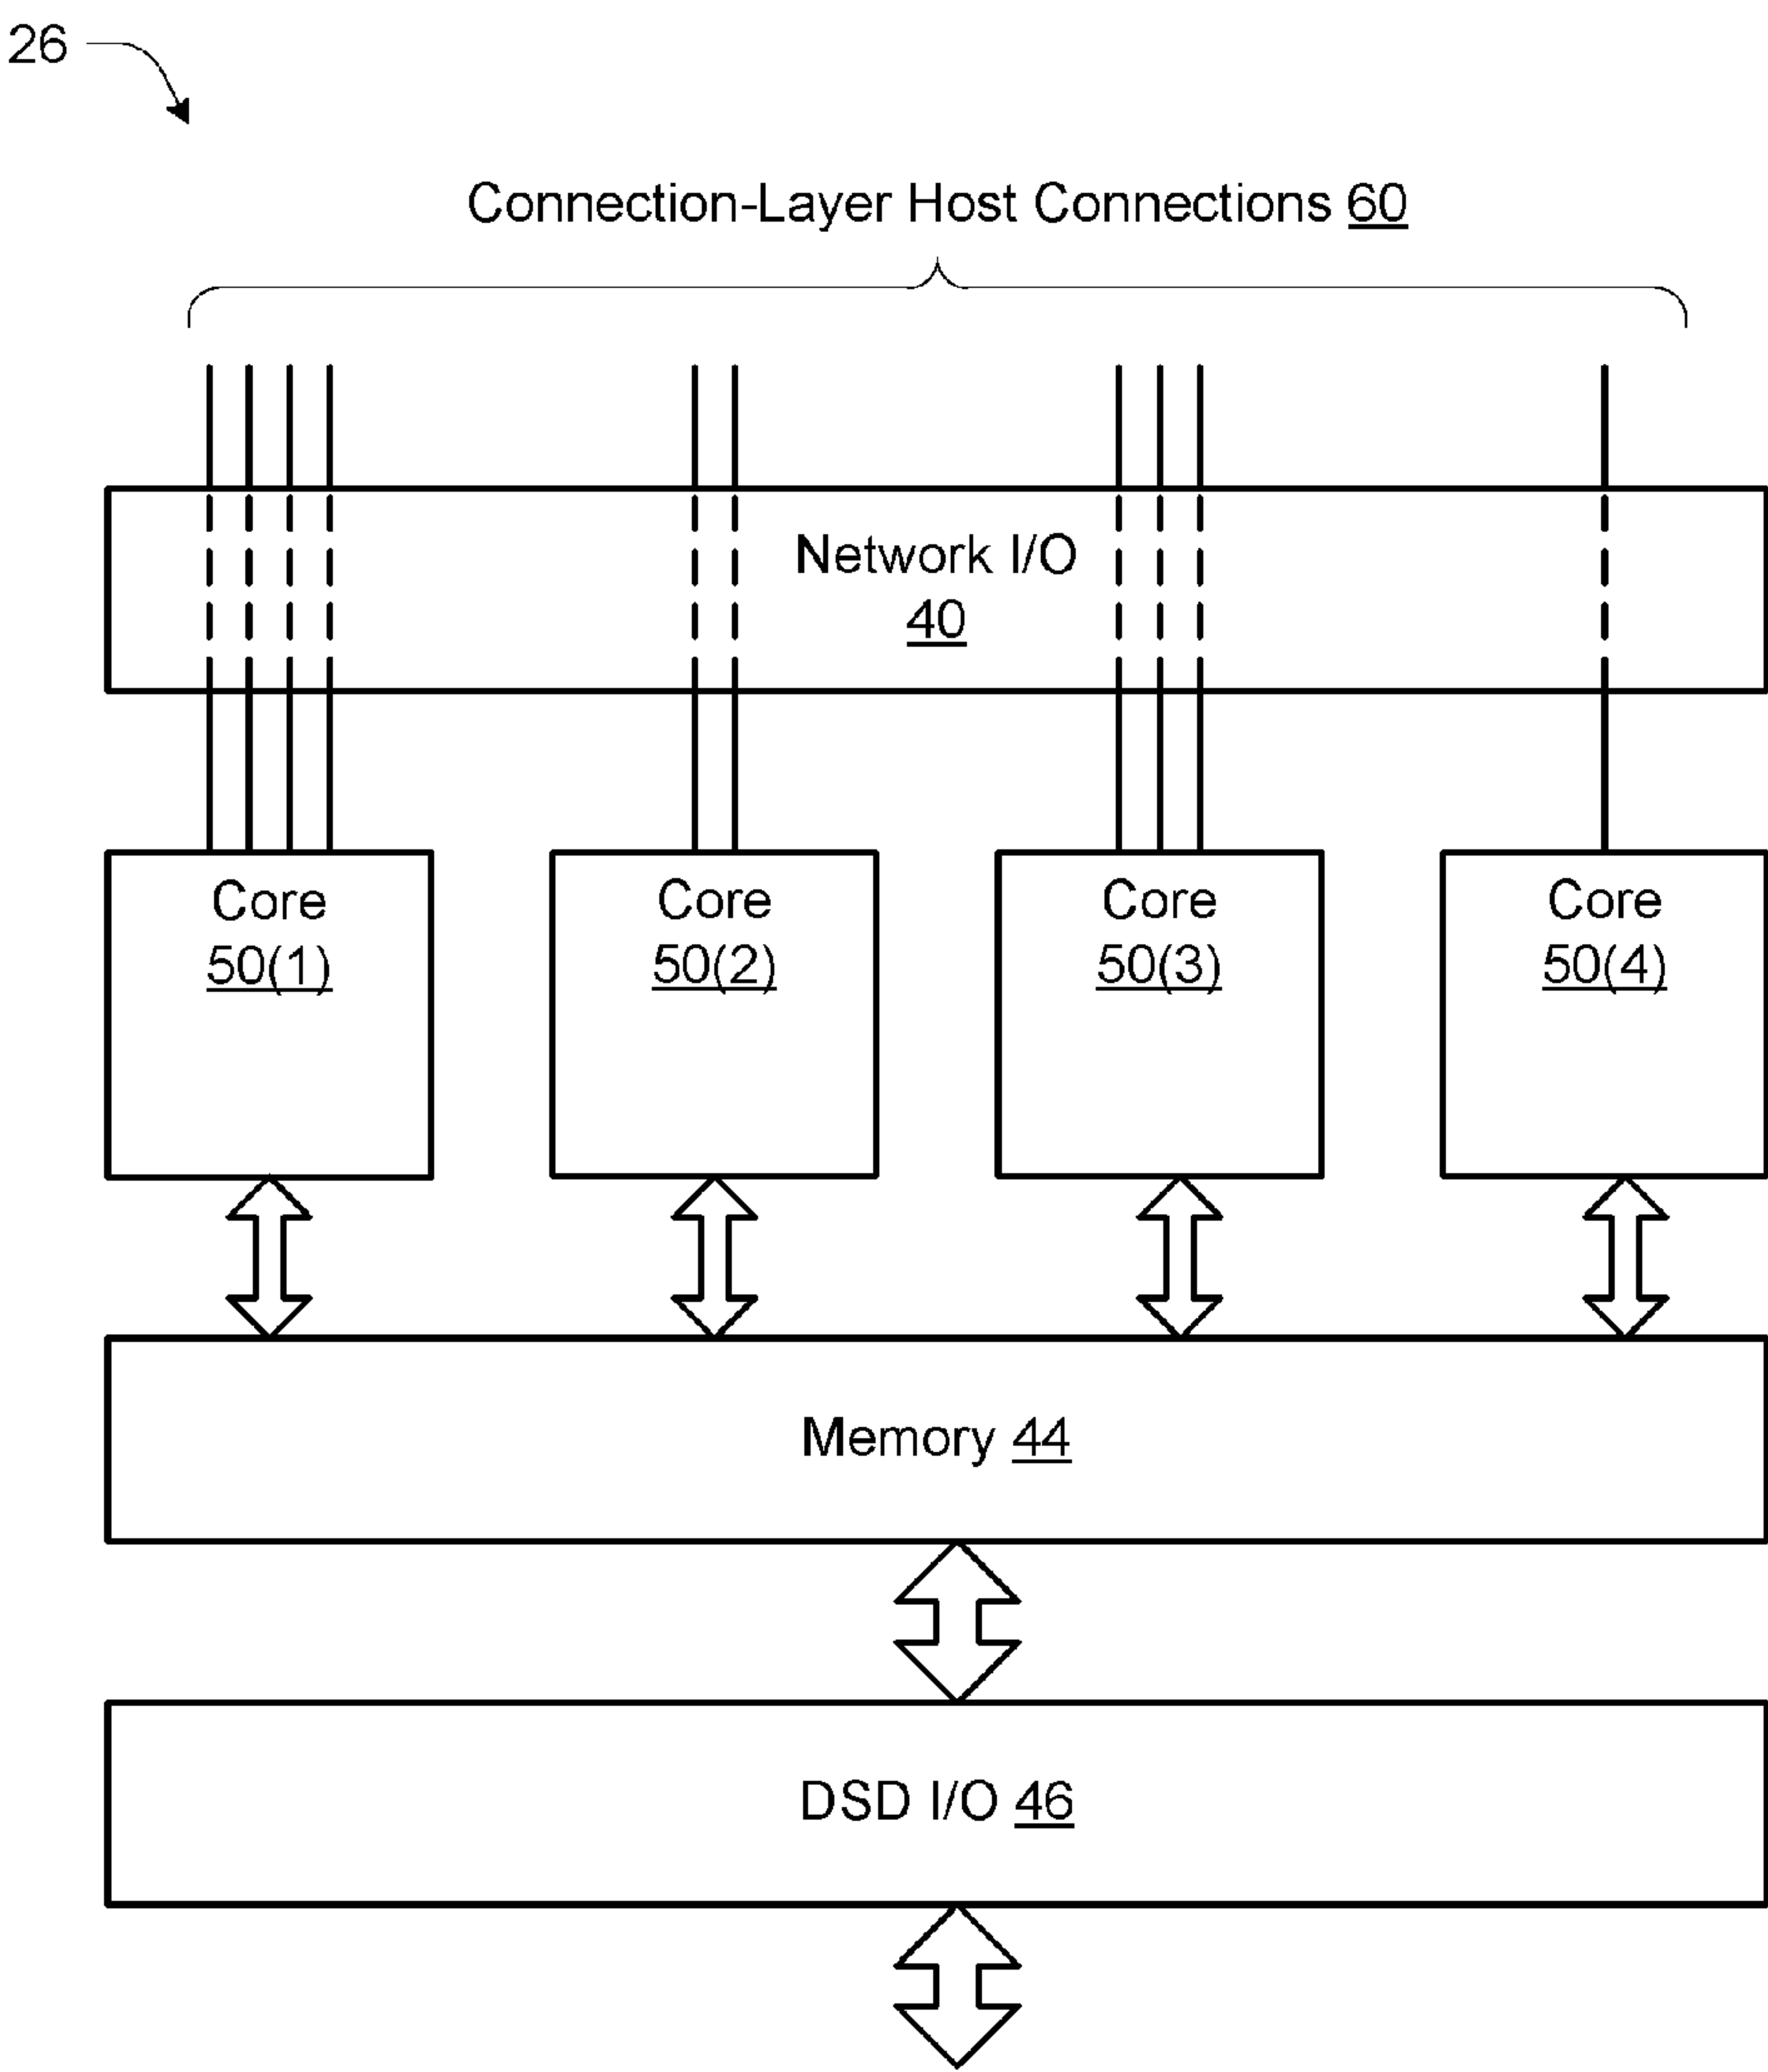 26
Connection-Layer Host Connections 60
Network I/O
40
Core
50(1)
Core
50(2)
Core
50(3)
Core
50(4)
Memory 44
DSD I/O 46